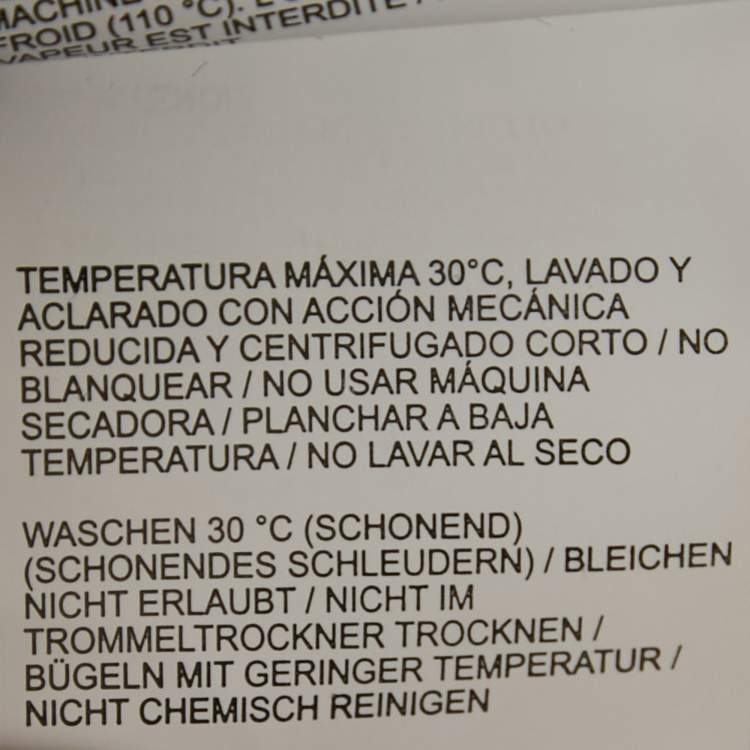 FROID (110 °C).
VAPEUR EST INTERDITE
TEMPERATURA MÁXIMA 30°C, LAVADO Y
ACLARADO CON ACCIÓN MECÁNICA
REDUCIDA Y CENTRIFUGADO CORTO / NO
BLANQUEAR / NO USAR MÁQUINA
SECADORA / PLANCHAR A BAJA
TEMPERATURA / NO LAVAR AL SECO
WASCHEN 30 °C (SCHONEND)
(SCHONENDES SCHLEUDERN) / BLEICHEN
NICHT ERLAUBT / NICHT IM
TROMMELTROCKNER TROCKNEN /
BÜGELN MIT GERINGER TEMPERATUR /
NICHT CHEMISCH REINIGEN